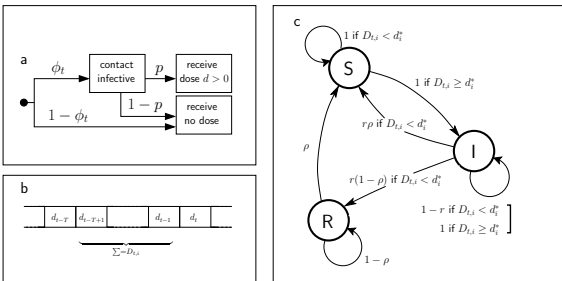 a
ϕ_t
contact
infective
p
receive
dose d > 0
1 − p
1 − ϕ_t
receive
no dose
b
d_{t−T} d_{t−T+1} d_{t−1} d_t
∑=D_{t,i}
c
1 if D_{t,i} < d_i^*
S
1 if D_{t,i} ≥ d_i^*
rρ if D_{t,i} < d_i^*
ρ
I
r(1 − ρ) if D_{t,i} < d_i^*
R
1 − r if D_{t,i} < d_i^*
1 if D_{t,i} ≥ d_i^*
1 − ρ